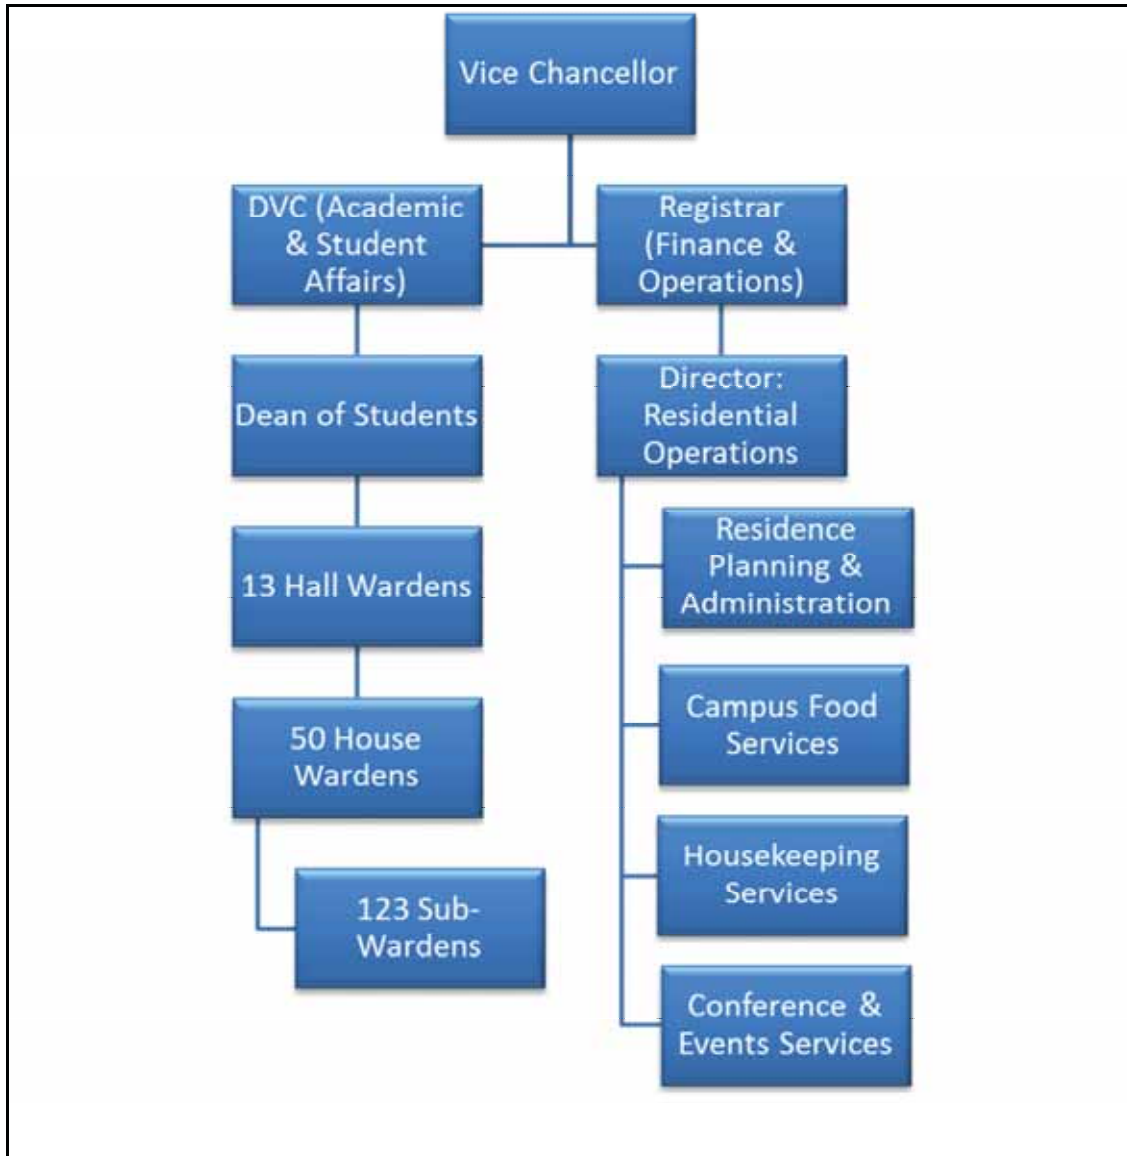 Vice Chancellor
DVC (Academic
& Student
Affairs)
Registrar
(Finance &
Operations)
Dean of Students
Director:
Residential
Operations
13 Hall Wardens
Residence
Planning &
Administration
50 House
Wardens
Campus Food
Services
Housekeeping
Services
123 Sub-
Wardens
Conference &
Events Services